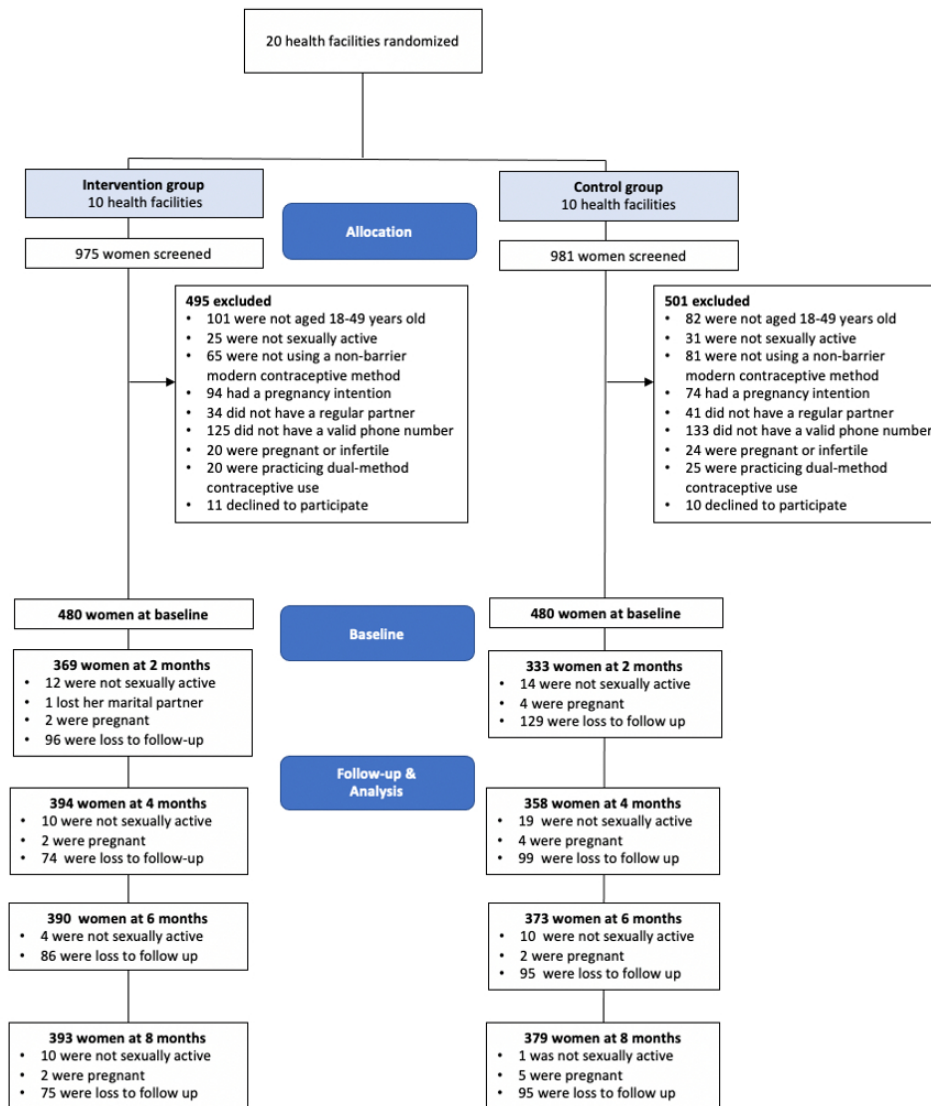 20 health facilities randomized
Intervention group
10 health facilities
Control group
10 health facilities
Allocation
975 women screened
981 women screened
495 excluded
• 101 were not aged 18-49 years old
• 25 were not sexually active
• 65 were not using a non-barrier
modern contraceptive method
• 94 had a pregnancy intention
• 34 did not have a regular partner
• 125 did not have a valid phone number
• 20 were pregnant or infertile
• 20 were practicing dual-method
contraceptive use
• 11 declined to participate
501 excluded
• 82 were not aged 18-49 years old
• 31 were not sexually active
• 81 were not using a non-barrier
modern contraceptive method
• 74 had a pregnancy intention
• 41 did not have a regular partner
• 133 did not have a valid phone number
• 24 were pregnant or infertile
• 25 were practicing dual-method
contraceptive use
• 10 declined to participate
480 women at baseline
Baseline
480 women at baseline
369 women at 2 months
• 12 were not sexually active
• 1 lost her marital partner
• 2 were pregnant
• 96 were loss to follow-up
333 women at 2 months
• 14 were not sexually active
• 4 were pregnant
• 129 were loss to follow up
Follow-up &
Analysis
394 women at 4 months
• 10 were not sexually active
• 2 were pregnant
• 74 were loss to follow-up
358 women at 4 months
• 19 were not sexually active
• 4 were pregnant
• 99 were loss to follow up
390 women at 6 months
• 4 were not sexually active
• 86 were loss to follow up
373 women at 6 months
• 10 were not sexually active
• 2 were pregnant
• 95 were loss to follow up
393 women at 8 months
• 10 were not sexually active
• 2 were pregnant
• 75 were loss to follow up
379 women at 8 months
• 1 was not sexually active
• 5 were pregnant
• 95 were loss to follow up